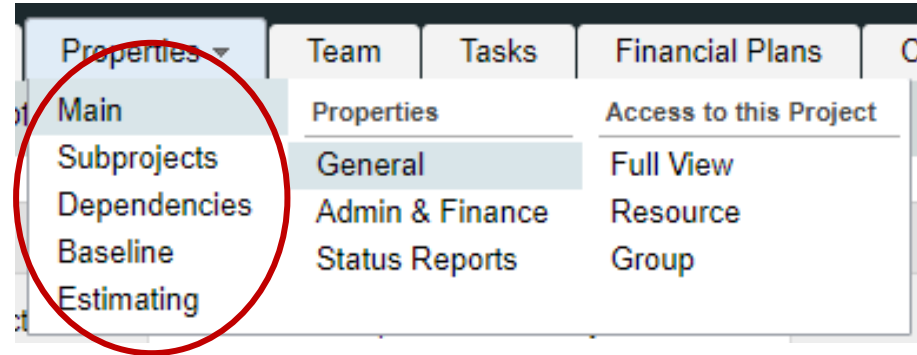 Properties Team Tasks Financial Plans
Main Properties Access to this Project
Subprojects General Full View
Dependencies Admin & Finance Resource
Baseline Status Reports Group
Estimating